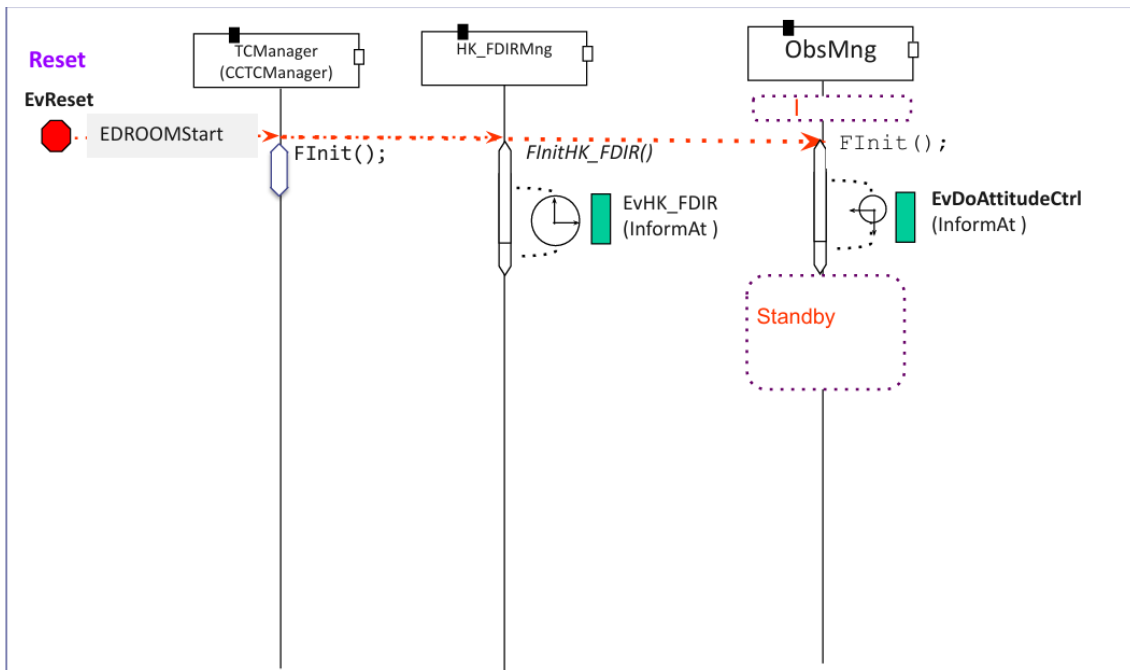 Reset
EvReset
EDROOMStart
TCManager
(CCTCManager)
HK_FDIRMng
ObsMng
I
FInit();
FInitHK_FDIR()
FInit();
EvHK_FDIR
(InformAt )
EvDoAttitudeCtrl
(InformAt )
Standby